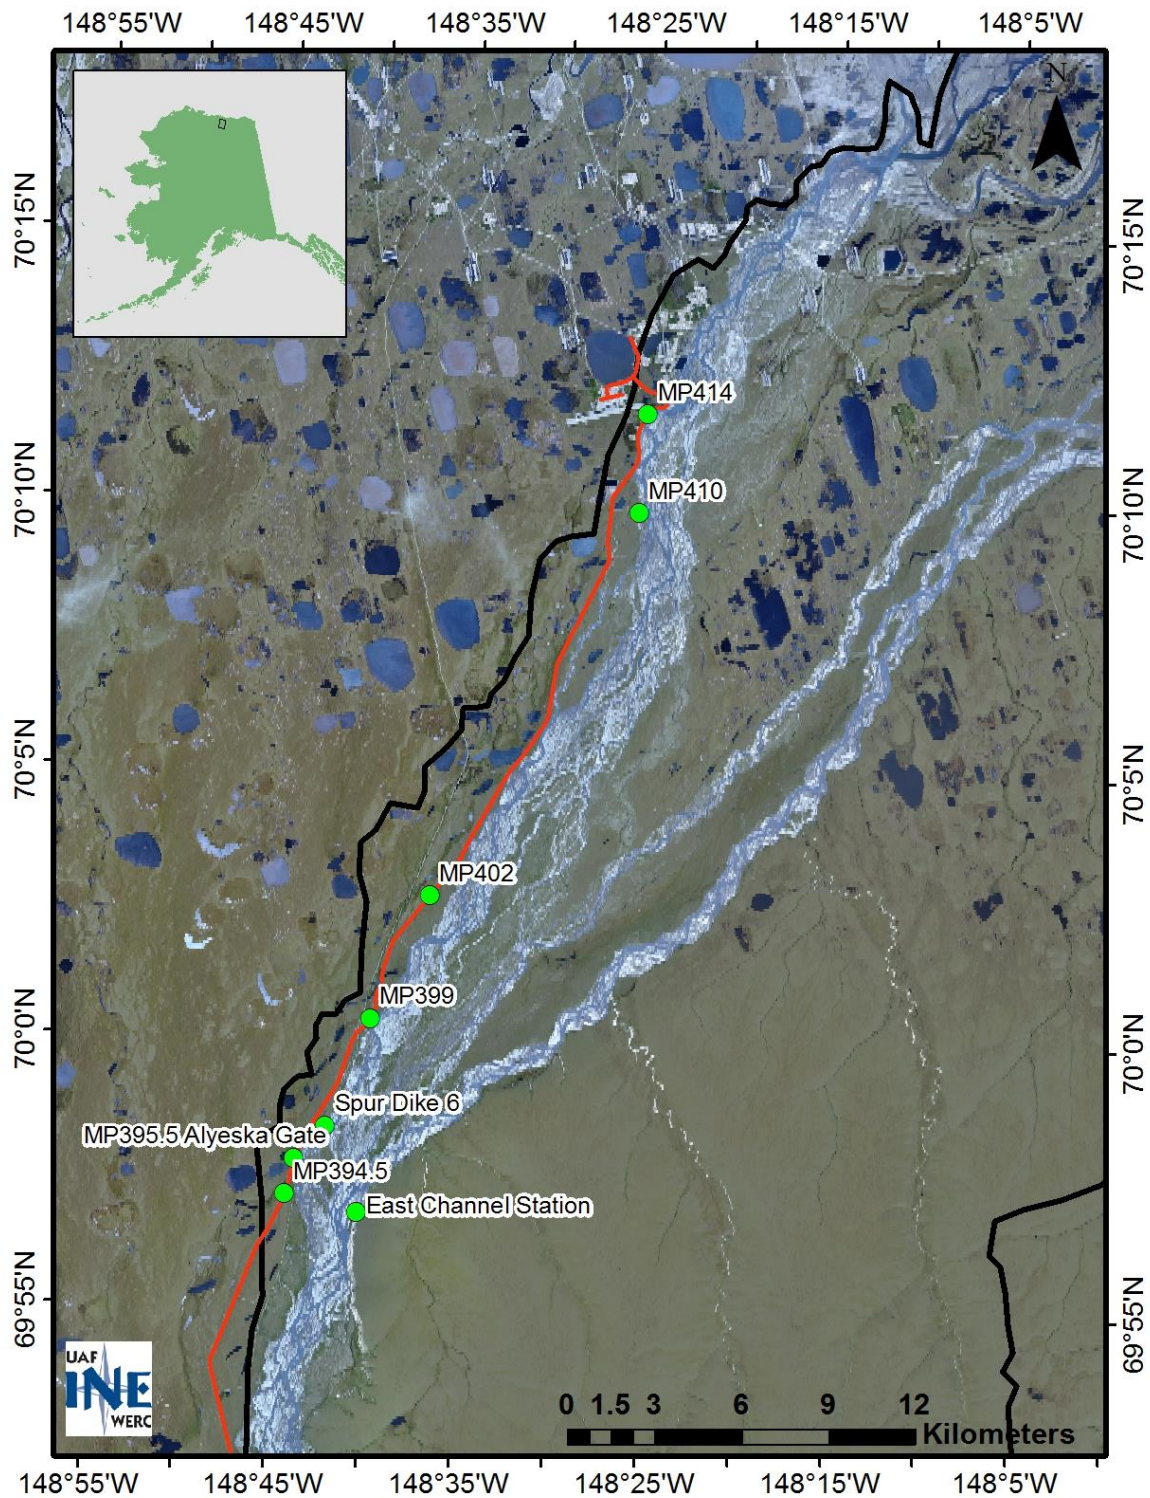 148°55'W 148°45'W 148°35'W 148°25'W 148°15'W 148°5'W
N
70°15'N
70°15'N
MP414
70°10'N
MP410
70°10'N
70°5'N
70°5'N
MP402
MP399
70°0'N
70°0'N
Spur Dike 6
MP395.5 Alyeska Gate
MP394.5
East Channel Station
69°55'N
69°55'N
UAF
INE
WERC
0 1.5 3 6 9 12
Kilometers
148°55'W 148°45'W 148°35'W 148°25'W 148°15'W 148°5'W